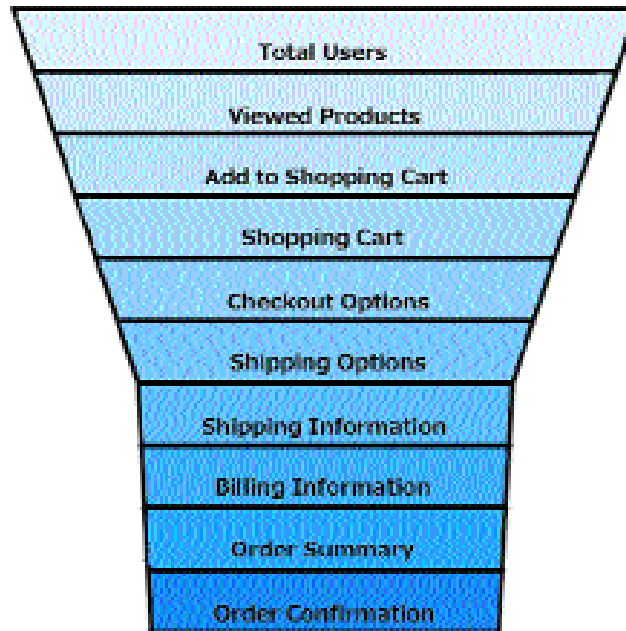 Total Users
Viewed Products
Add to Shopping Cart
Shopping Cart
Checkout Options
Shipping Options
Shipping Information
Billing Information
Order Summary
Order Confirmation